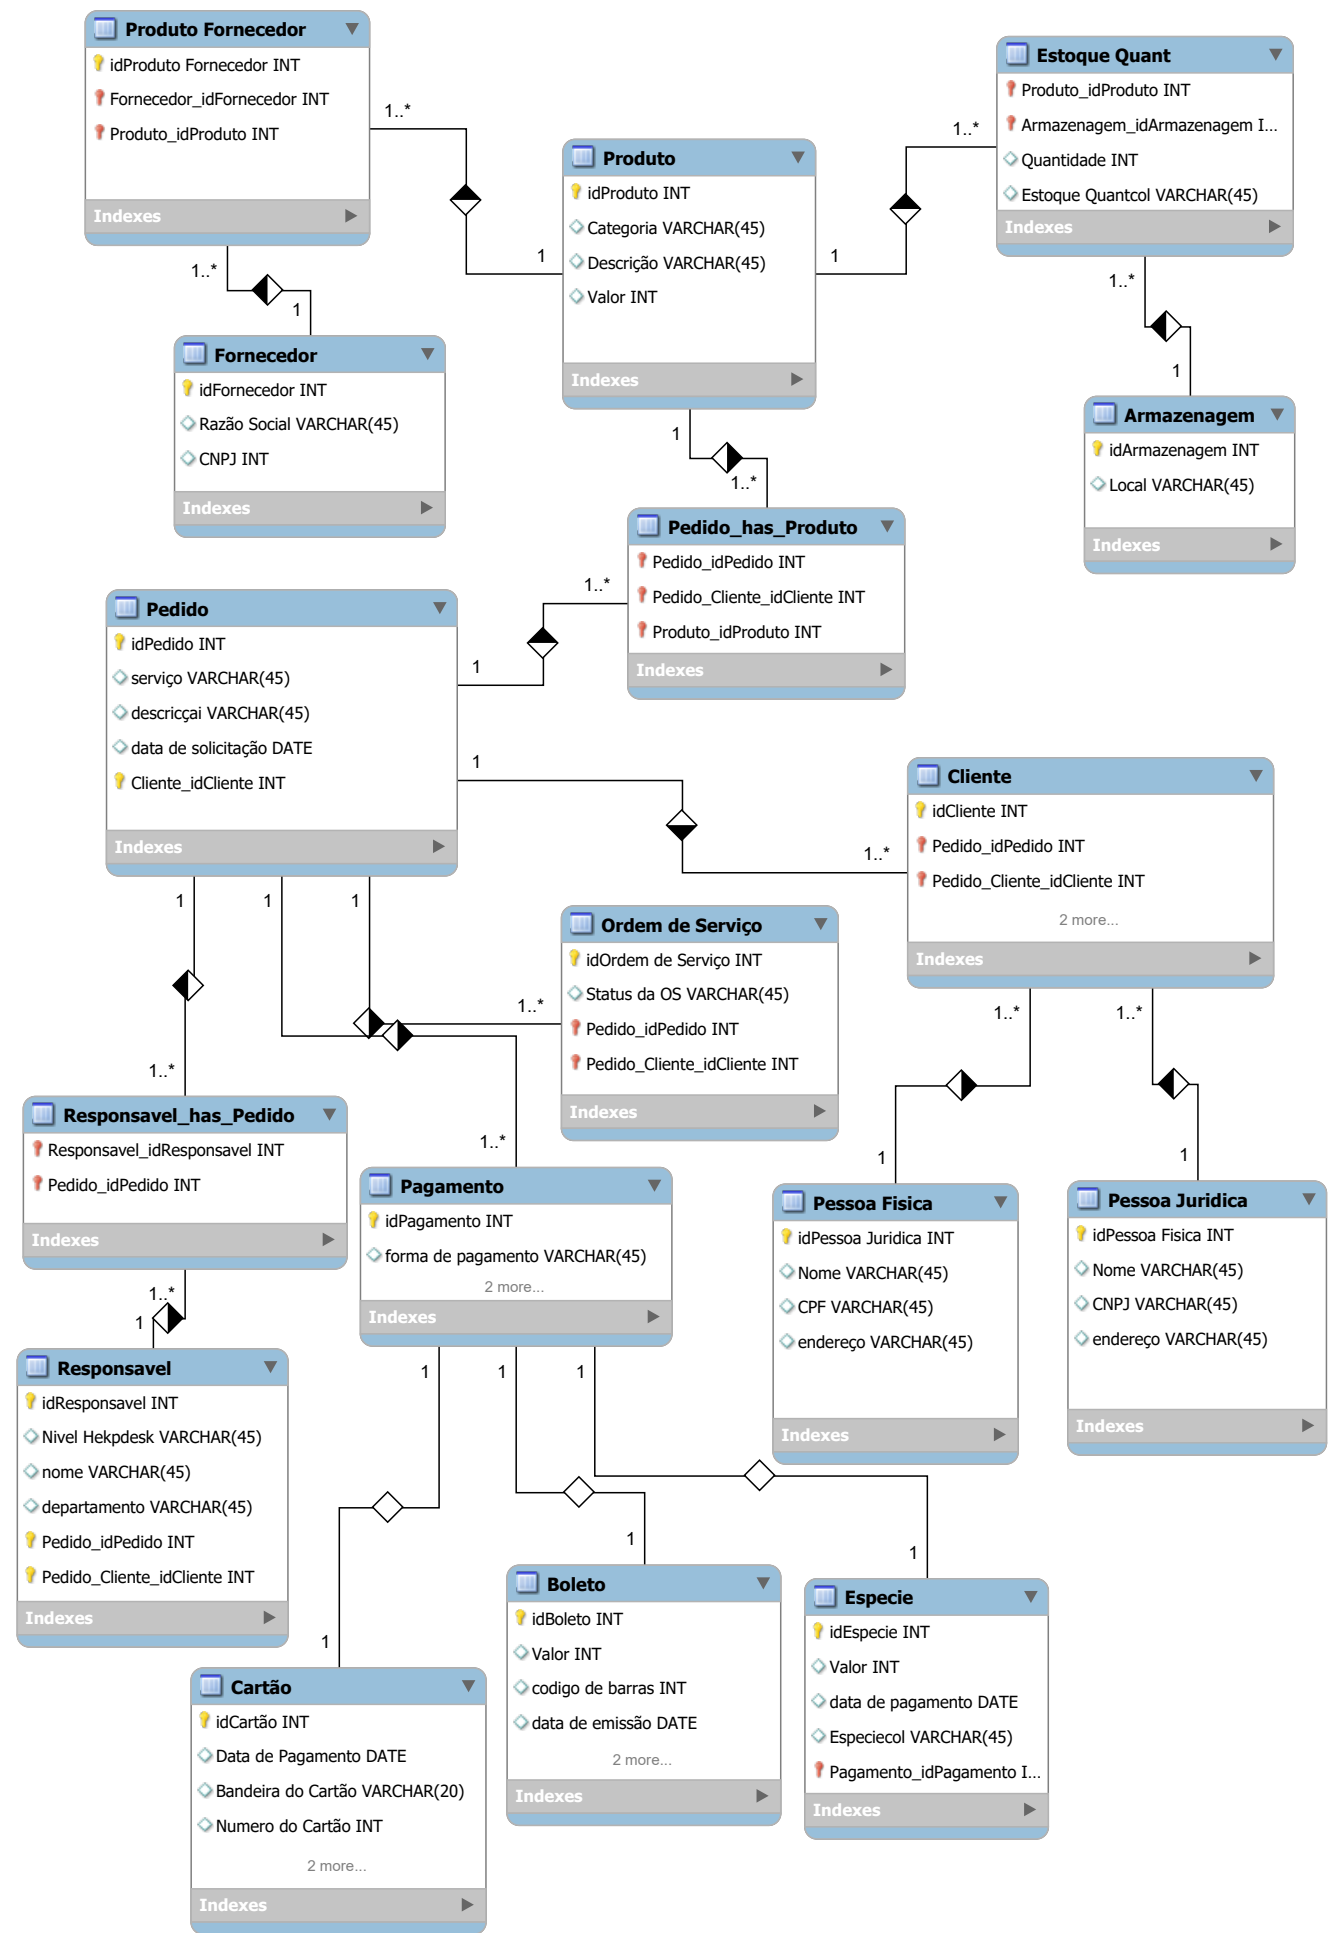 Produto Fornecedor
idProduto Fornecedor INT
Fornecedor_idFornecedor INT
Produto_idProduto INT
Indexes
1..*
1
Estoque Quant
Produto_idProduto INT
Armazenagem_idArmazenagem I...
Quantidade INT
Estoque Quantcol VARCHAR(45)
Indexes
1..*
1
Produto
idProduto INT
Categoria VARCHAR(45)
Descrição VARCHAR(45)
Valor INT
Indexes
1..*
1
Fornecedor
idFornecedor INT
Razão Social VARCHAR(45)
CNPJ INT
Indexes
1..*
1
Armazenagem
idArmazenagem INT
Local VARCHAR(45)
Indexes
1
1..*
Pedido_has_Produto
Pedido_idPedido INT
Pedido_Cliente_idCliente INT
Produto_idProduto INT
Indexes
1..*
1
Pedido
idPedido INT
serviço VARCHAR(45)
descricçai VARCHAR(45)
data de solicitação DATE
Cliente_idCliente INT
Indexes
1
1..*
Cliente
idCliente INT
Pedido_idPedido INT
Pedido_Cliente_idCliente INT
2 more...
Indexes
1
1
1
Ordem de Serviço
idOrdem de Serviço INT
Status da OS VARCHAR(45)
Pedido_idPedido INT
Pedido_Cliente_idCliente INT
Indexes
1..*
1..*
1..*
1..*
1..*
Responsavel_has_Pedido
Responsavel_idResponsavel INT
Pedido_idPedido INT
Indexes
Pagamento
idPagamento INT
forma de pagamento VARCHAR(45)
2 more...
Indexes
1
1
Pessoa Fisica
idPessoa Juridica INT
Nome VARCHAR(45)
CPF VARCHAR(45)
endereço VARCHAR(45)
Indexes
Pessoa Juridica
idPessoa Fisica INT
Nome VARCHAR(45)
CNPJ VARCHAR(45)
endereço VARCHAR(45)
Indexes
1..*
1
Responsavel
idResponsavel INT
Nivel Hekpdesk VARCHAR(45)
nome VARCHAR(45)
departamento VARCHAR(45)
Pedido_idPedido INT
Pedido_Cliente_idCliente INT
Indexes
1
1
1
1
1
1
Cartão
idCartão INT
Data de Pagamento DATE
Bandeira do Cartão VARCHAR(20)
Numero do Cartão INT
2 more...
Indexes
Boleto
idBoleto INT
Valor INT
codigo de barras INT
data de emissão DATE
2 more...
Indexes
Especie
idEspecie INT
Valor INT
data de pagamento DATE
Especiecol VARCHAR(45)
Pagamento_idPagamento I...
Indexes